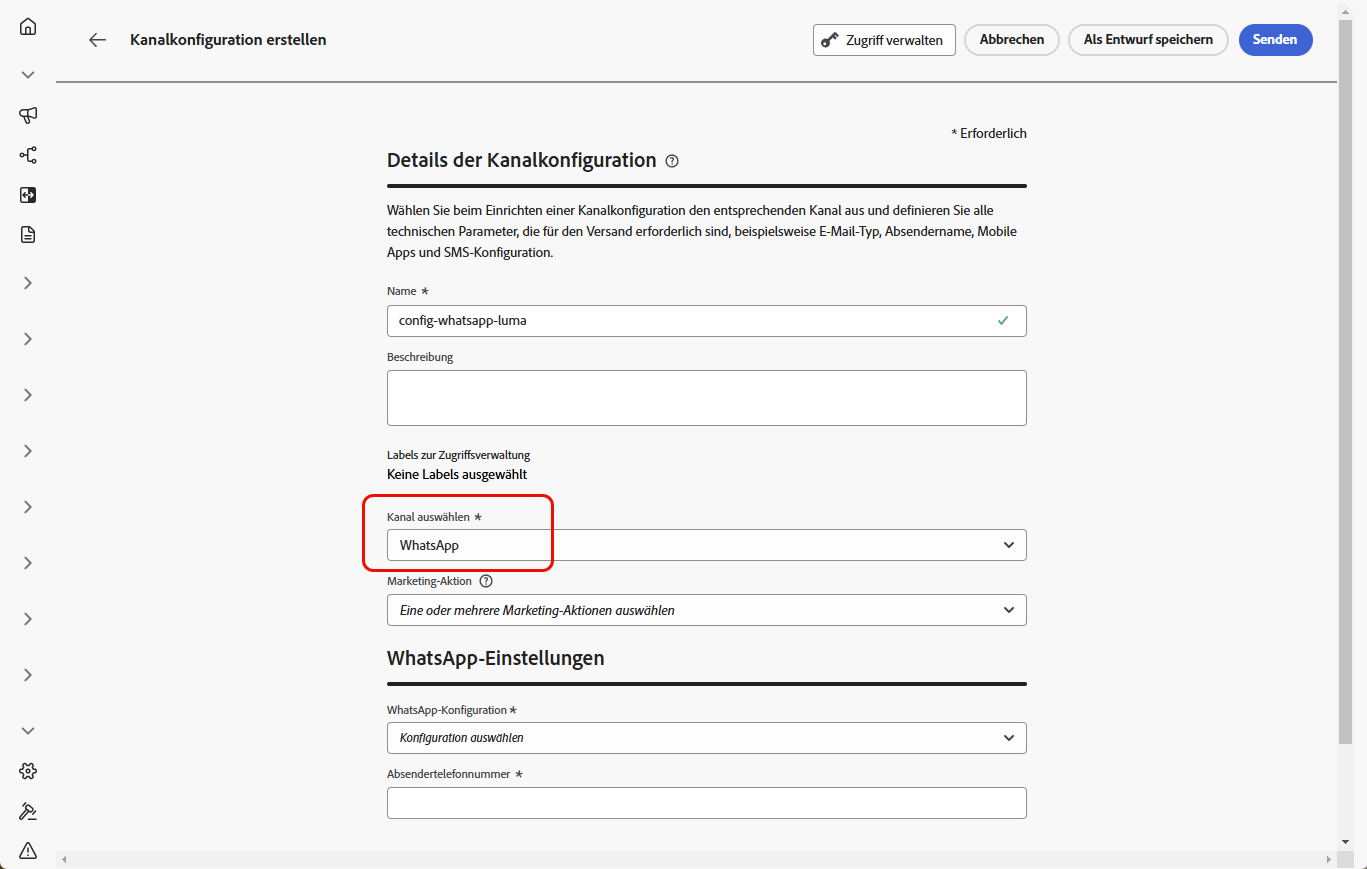 Kanalkonfiguration erstellen
Zugriff verwalten
Abbrechen
Als Entwurf speichern
Senden
* Erforderlich
Details der Kanalkonfiguration
Wählen Sie beim Einrichten einer Kanalkonfiguration den entsprechenden Kanal aus und definieren Sie alle
technischen Parameter, die für den Versand erforderlich sind, beispielsweise E-Mail-Typ, Absendername, Mobile
Apps und SMS-Konfiguration.
Name *
config-whatsapp-luma
Beschreibung
Labels zur Zugriffsverwaltung
Keine Labels ausgewählt
Kanal auswählen *
WhatsApp
Marketing-Aktion
Eine oder mehrere Marketing-Aktionen auswählen
WhatsApp-Einstellungen
WhatsApp-Konfiguration *
Konfiguration auswählen
Absendertelefonnummer *